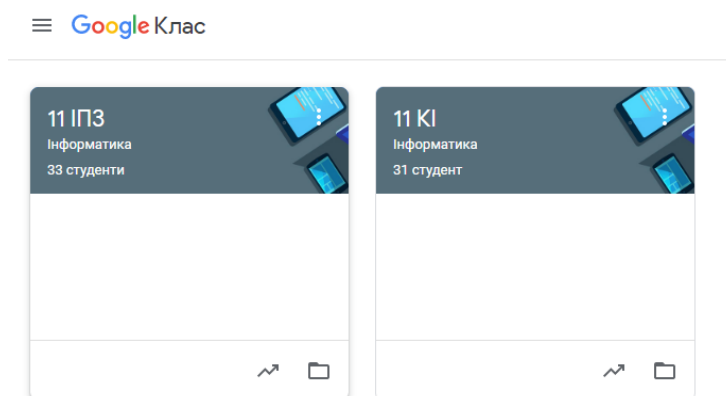 Google Клас
11 ІПЗ
Інформатика
33 студенти
11 КІ
Інформатика
31 студент